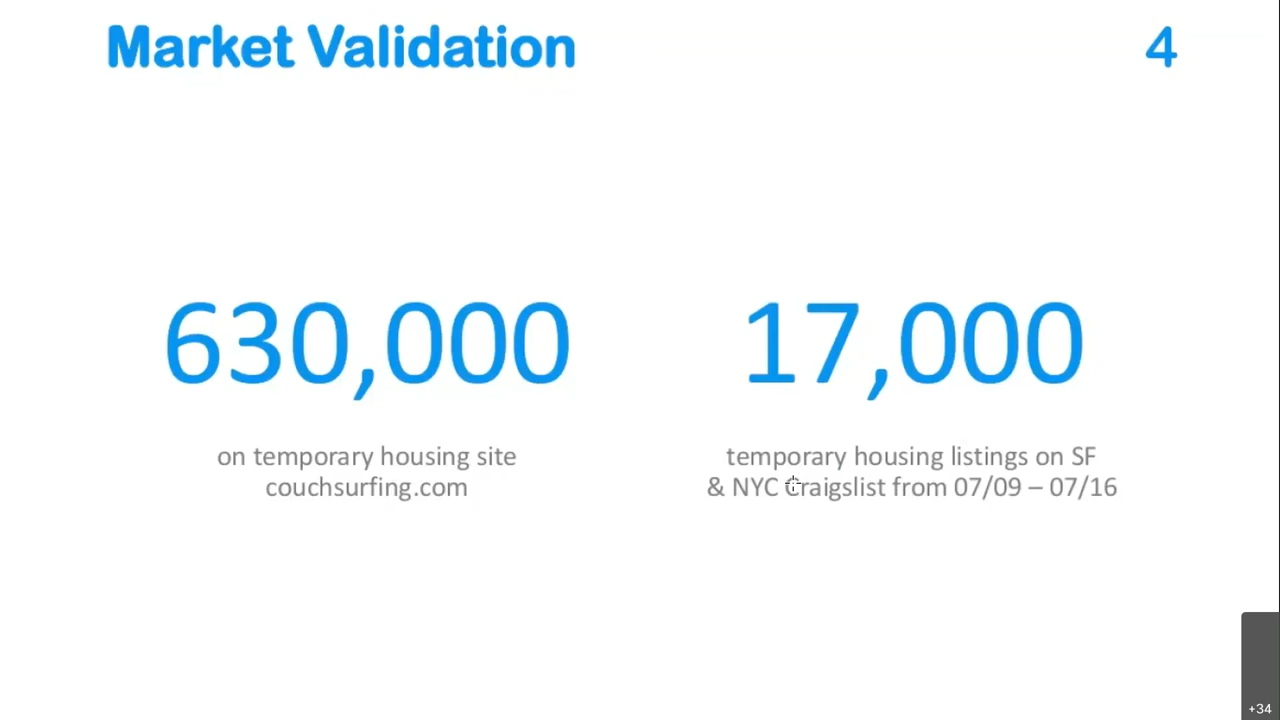 Market Validation
4
630,000
17,000
on temporary housing site
couchsurfing.com
temporary housing listings on SF
& NYC Craigslist from 07/09 – 07/16
+34